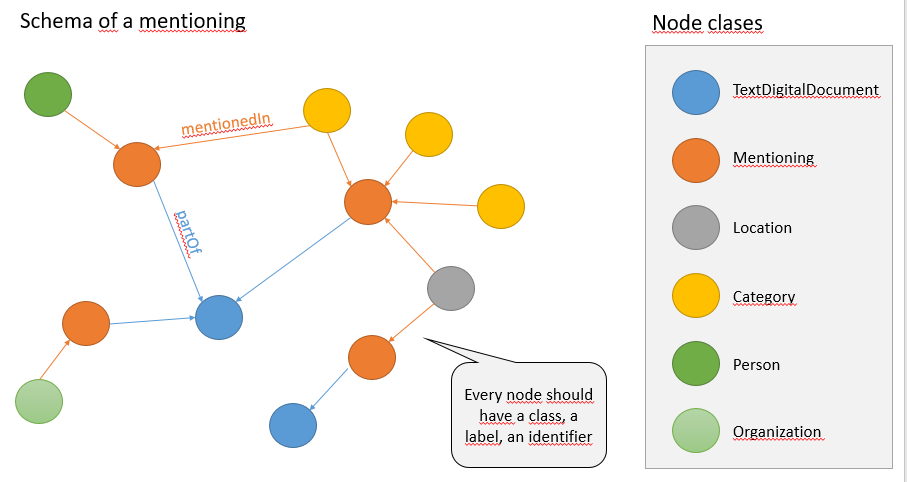 Schema of a mentioning
Node clases
mentionedIn
partOf
Every node should
have a class, a
label, an identifier
TextDigitalDocument
Mentioning
Location
Category
Person
Organization